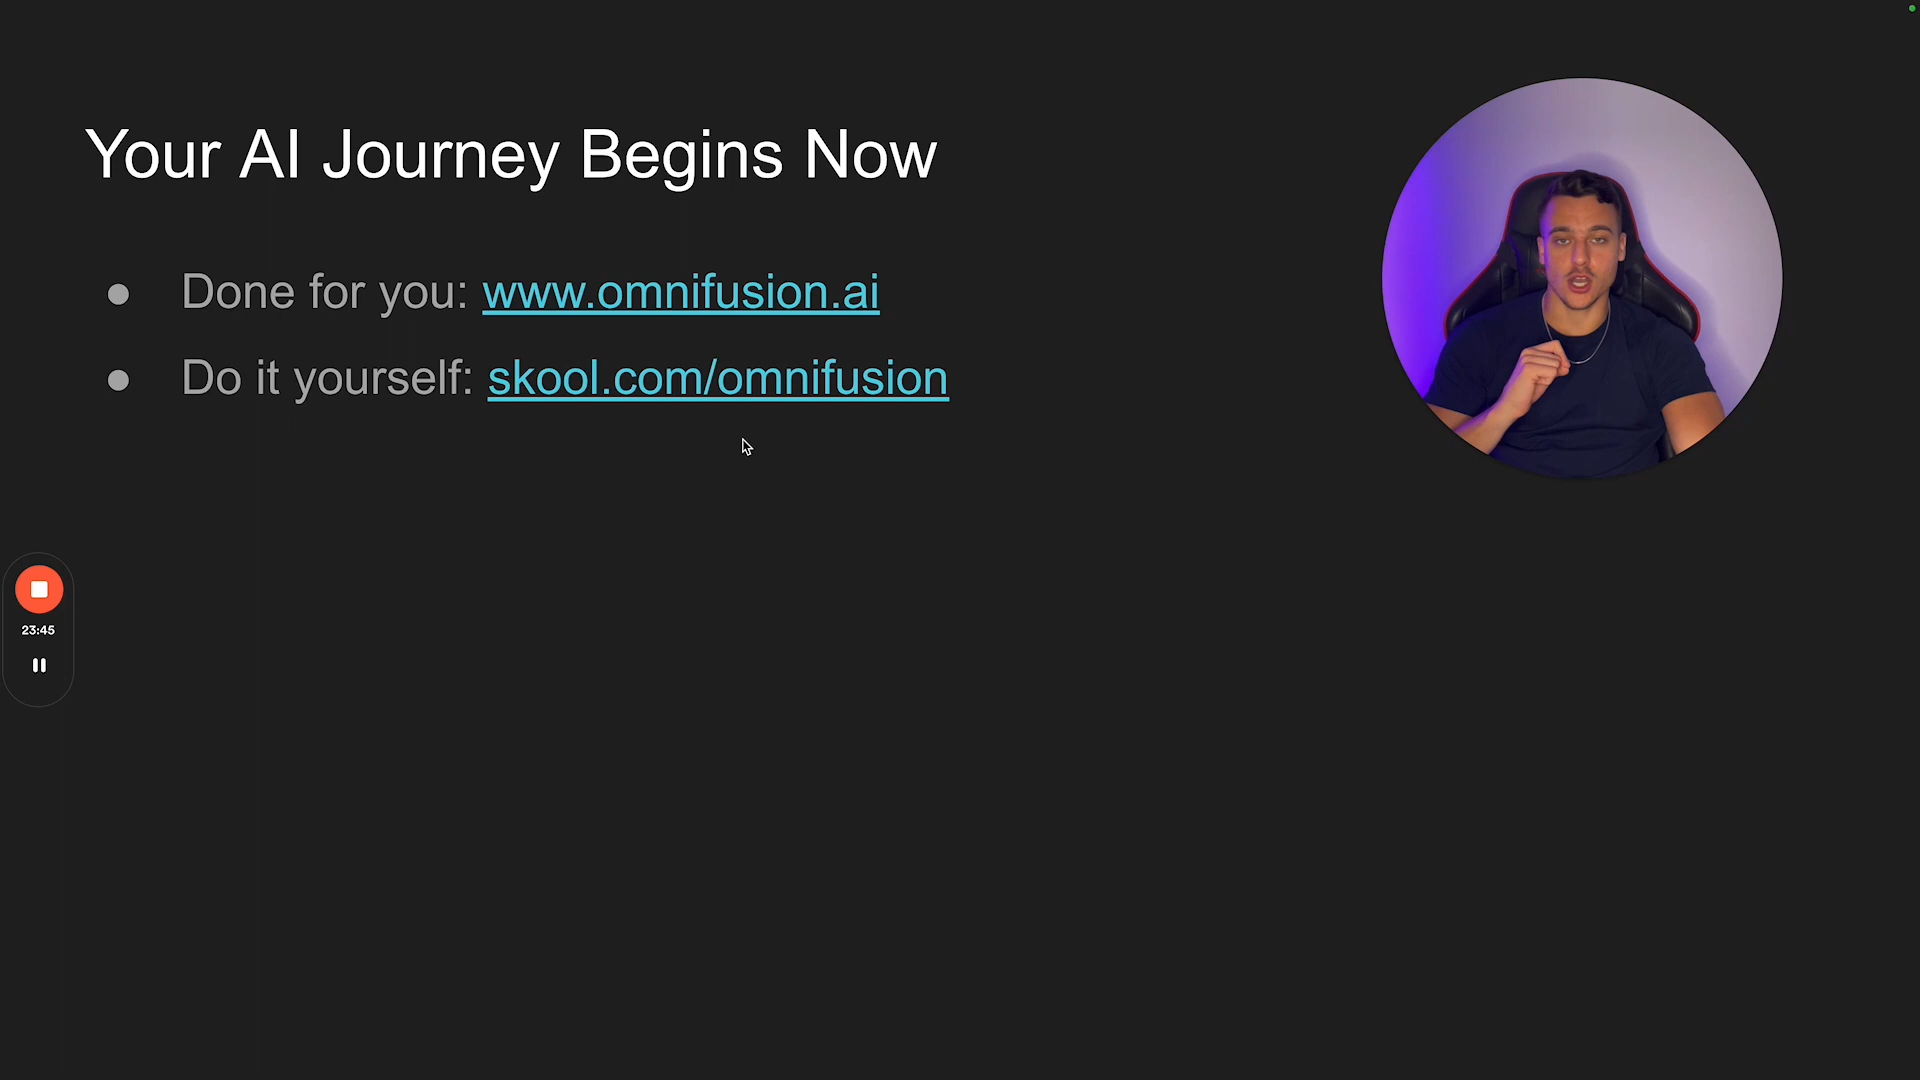 Your AI Journey Begins Now
● Done for you: www.omnifusion.ai
● Do it yourself: skool.com/omnifusion
23:45